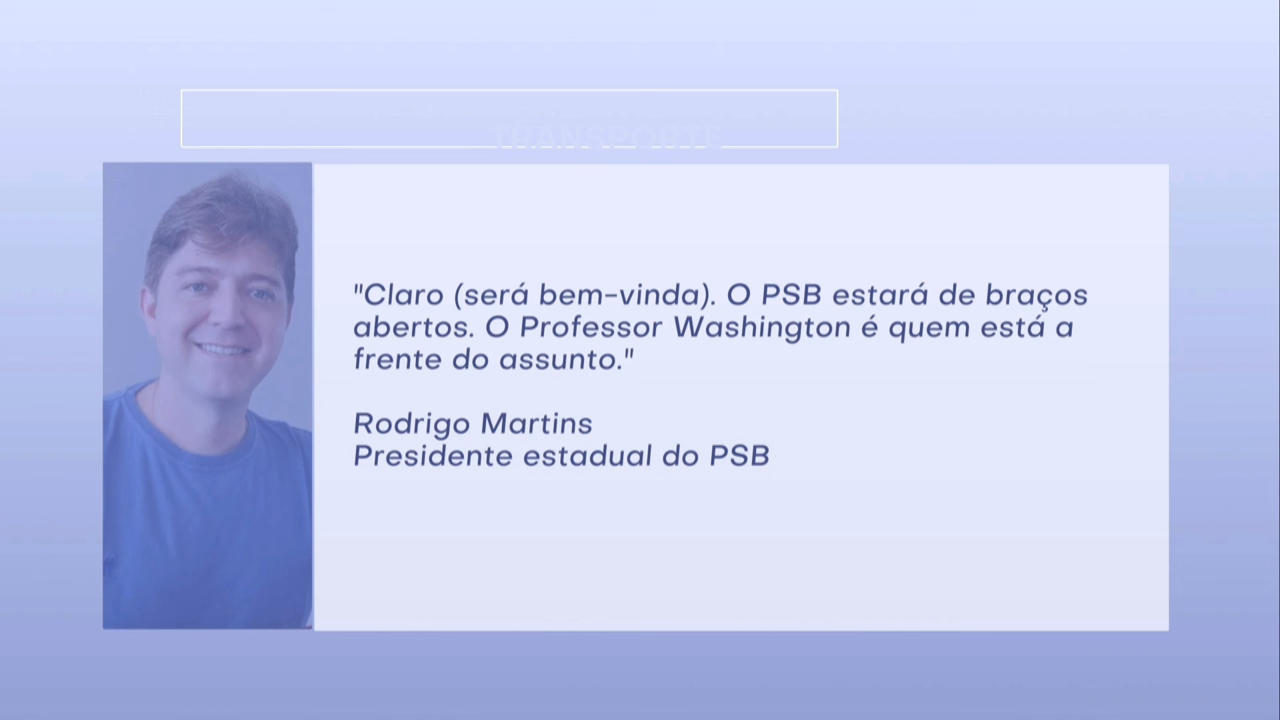 TRANSPORTE
"Claro (será bem-vinda). O PSB estará de braços
abertos. O Professor Washington é quem está a
frente do assunto."
Rodrigo Martins
Presidente estadual do PSB